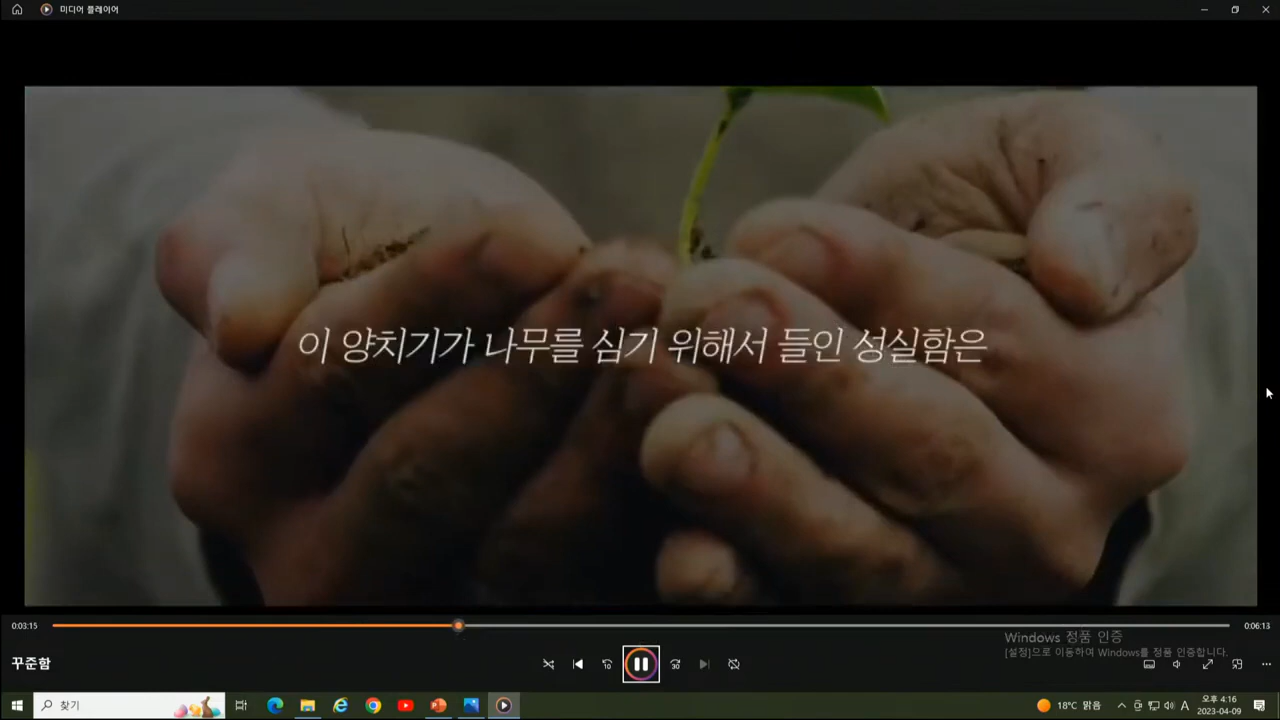 미디어 플레이어
이 양치기가 나무를 심기 위해서 들인 성실함은
0:03:15
0:06:13
Windows 정품 인증
[설정]으로 이동하여 Windows를 정품 인증합니다.
꾸준함
10
30
찾기
18°C 맑음
A
오후 4:16
2023-04-09